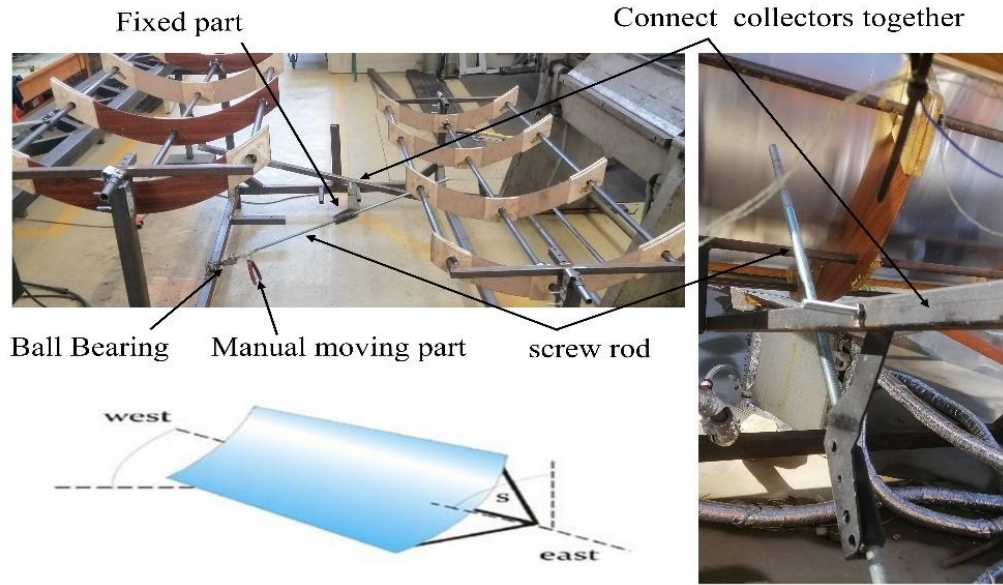 Fixed part
Connect collectors together
Ball Bearing
Manual moving part
screw rod
west
s
east